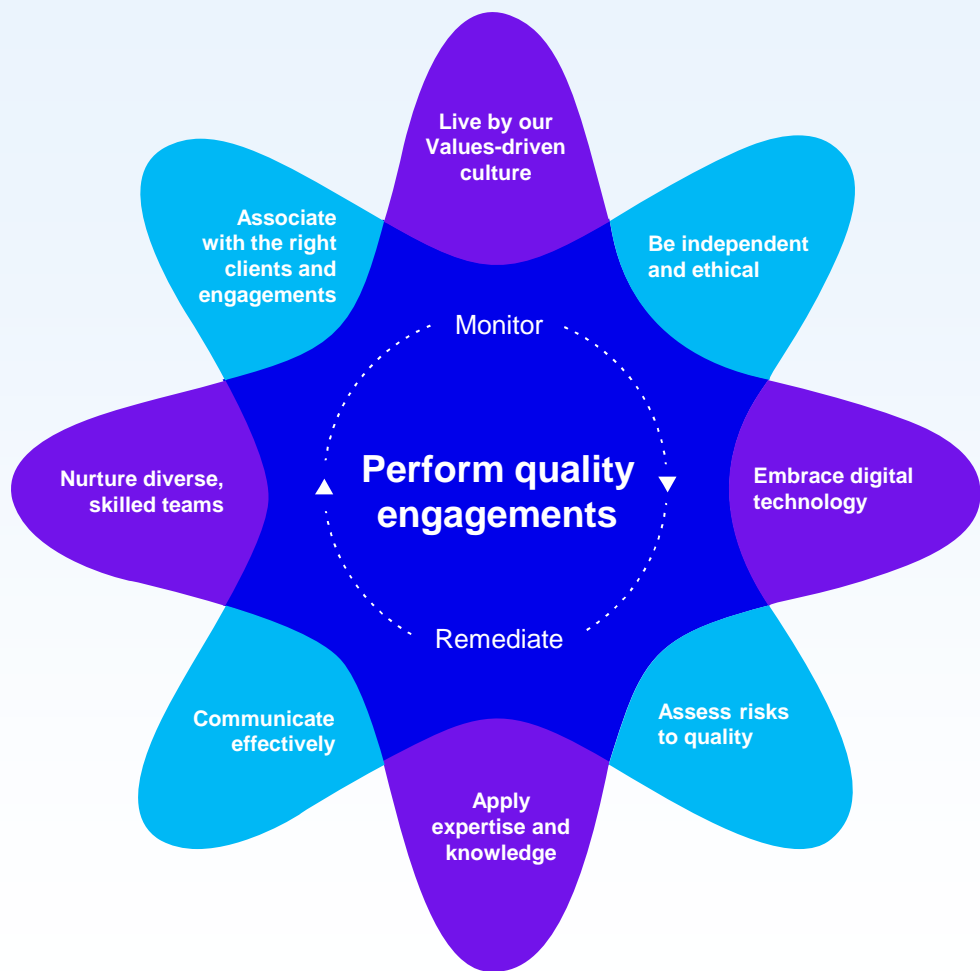 Live by our
Values-driven
culture
Associate
with the right
clients and
engagements
Be independent
and ethical
Monitor
Nurture diverse,
skilled teams
Perform quality
engagements
Embrace digital
technology
Remediate
Communicate
effectively
Assess risks
to quality
Apply
expertise and
knowledge